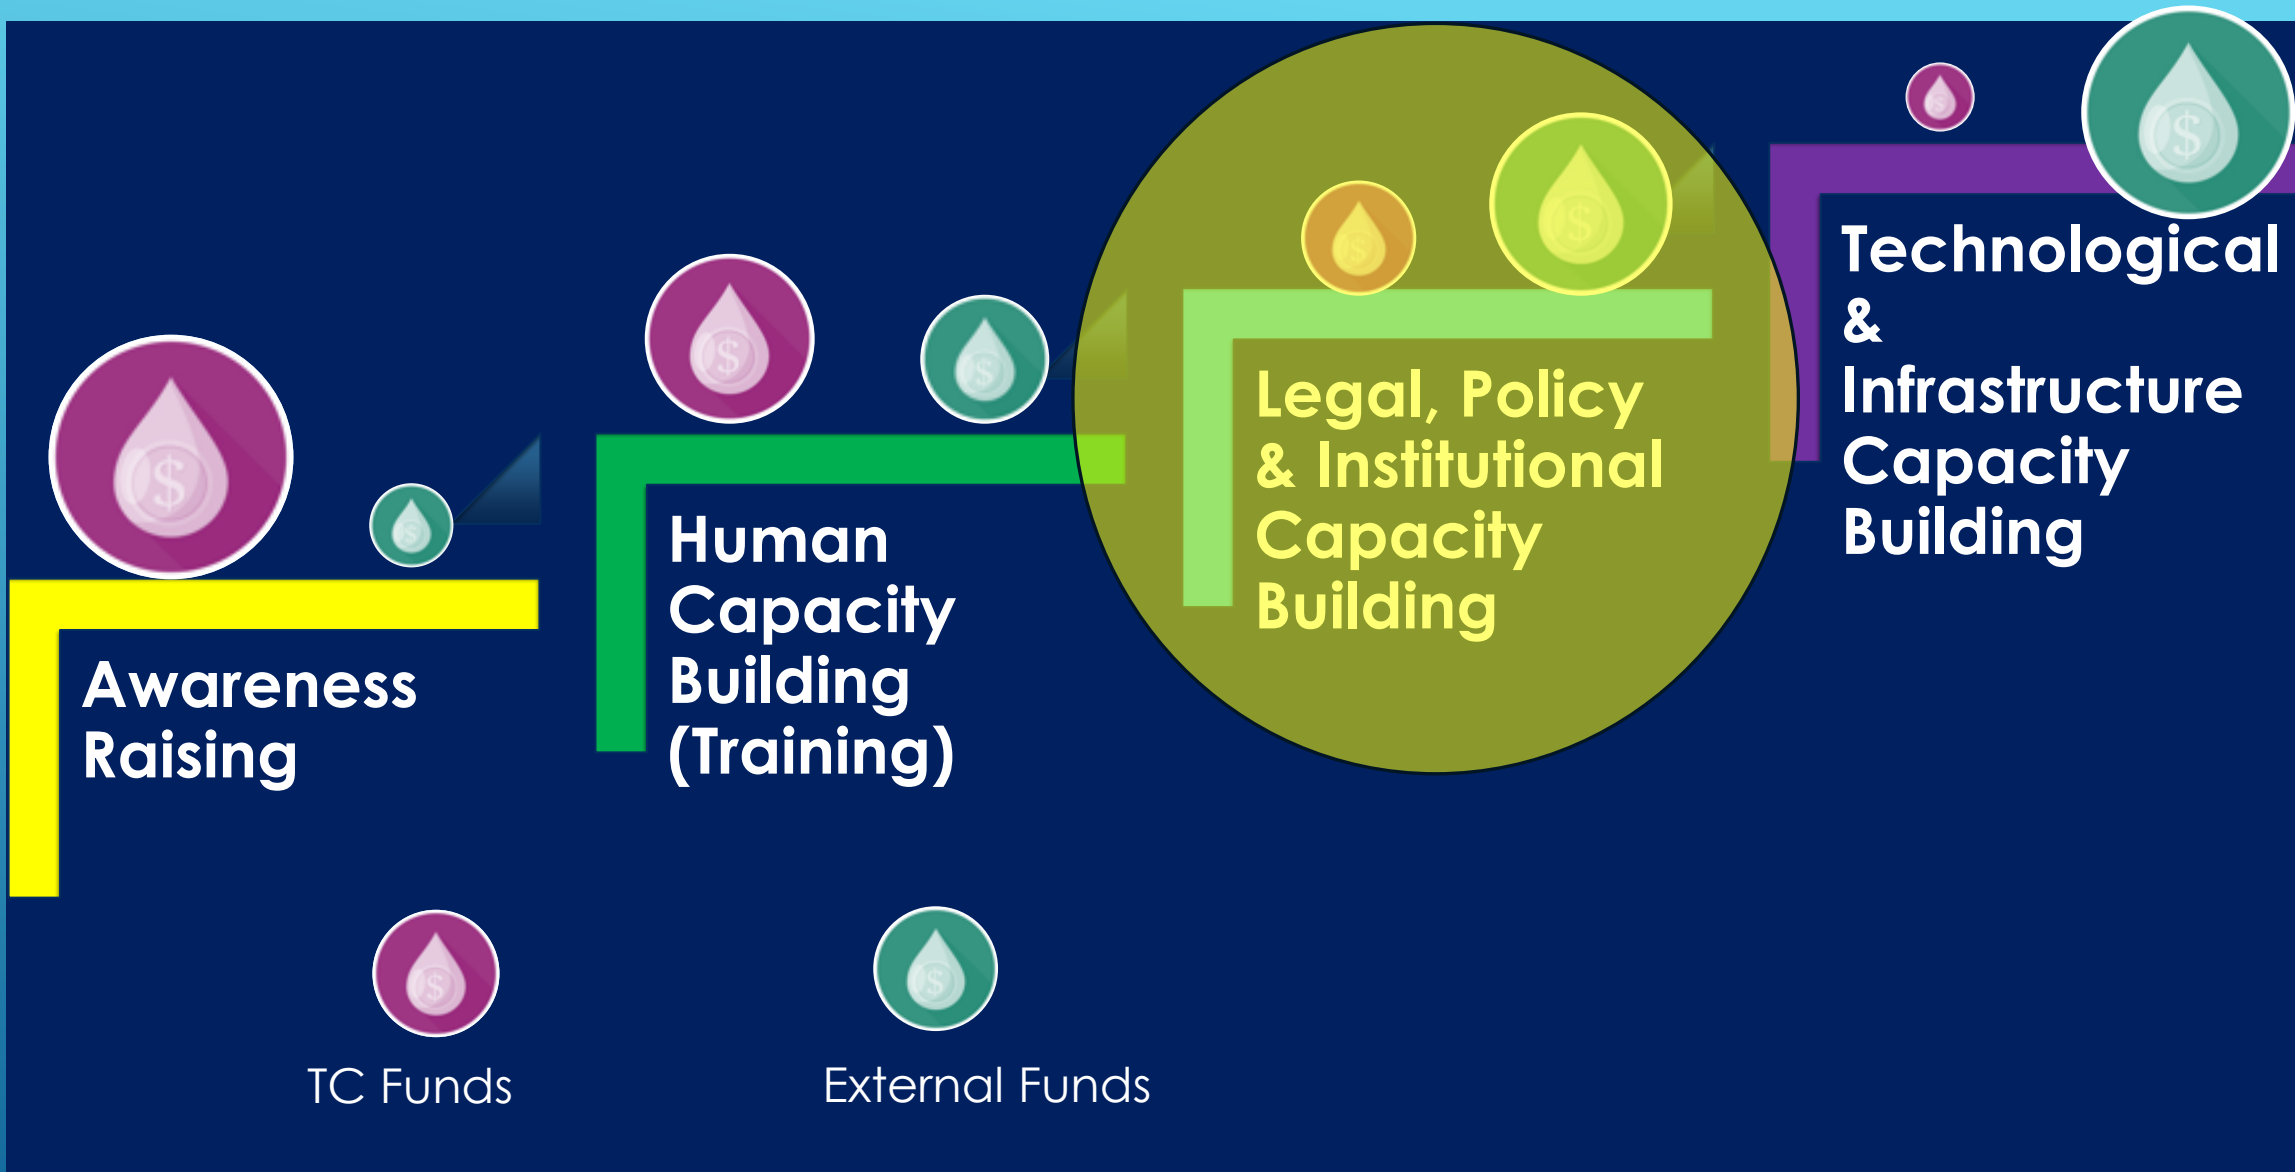 Awareness
Raising
Human
Capacity
Building
(Training)
Legal, Policy
& Institutional
Capacity
Building
Technological
&
Infrastructure
Capacity
Building
$
$
$
$
$
$
$
$
$
$
TC Funds
External Funds